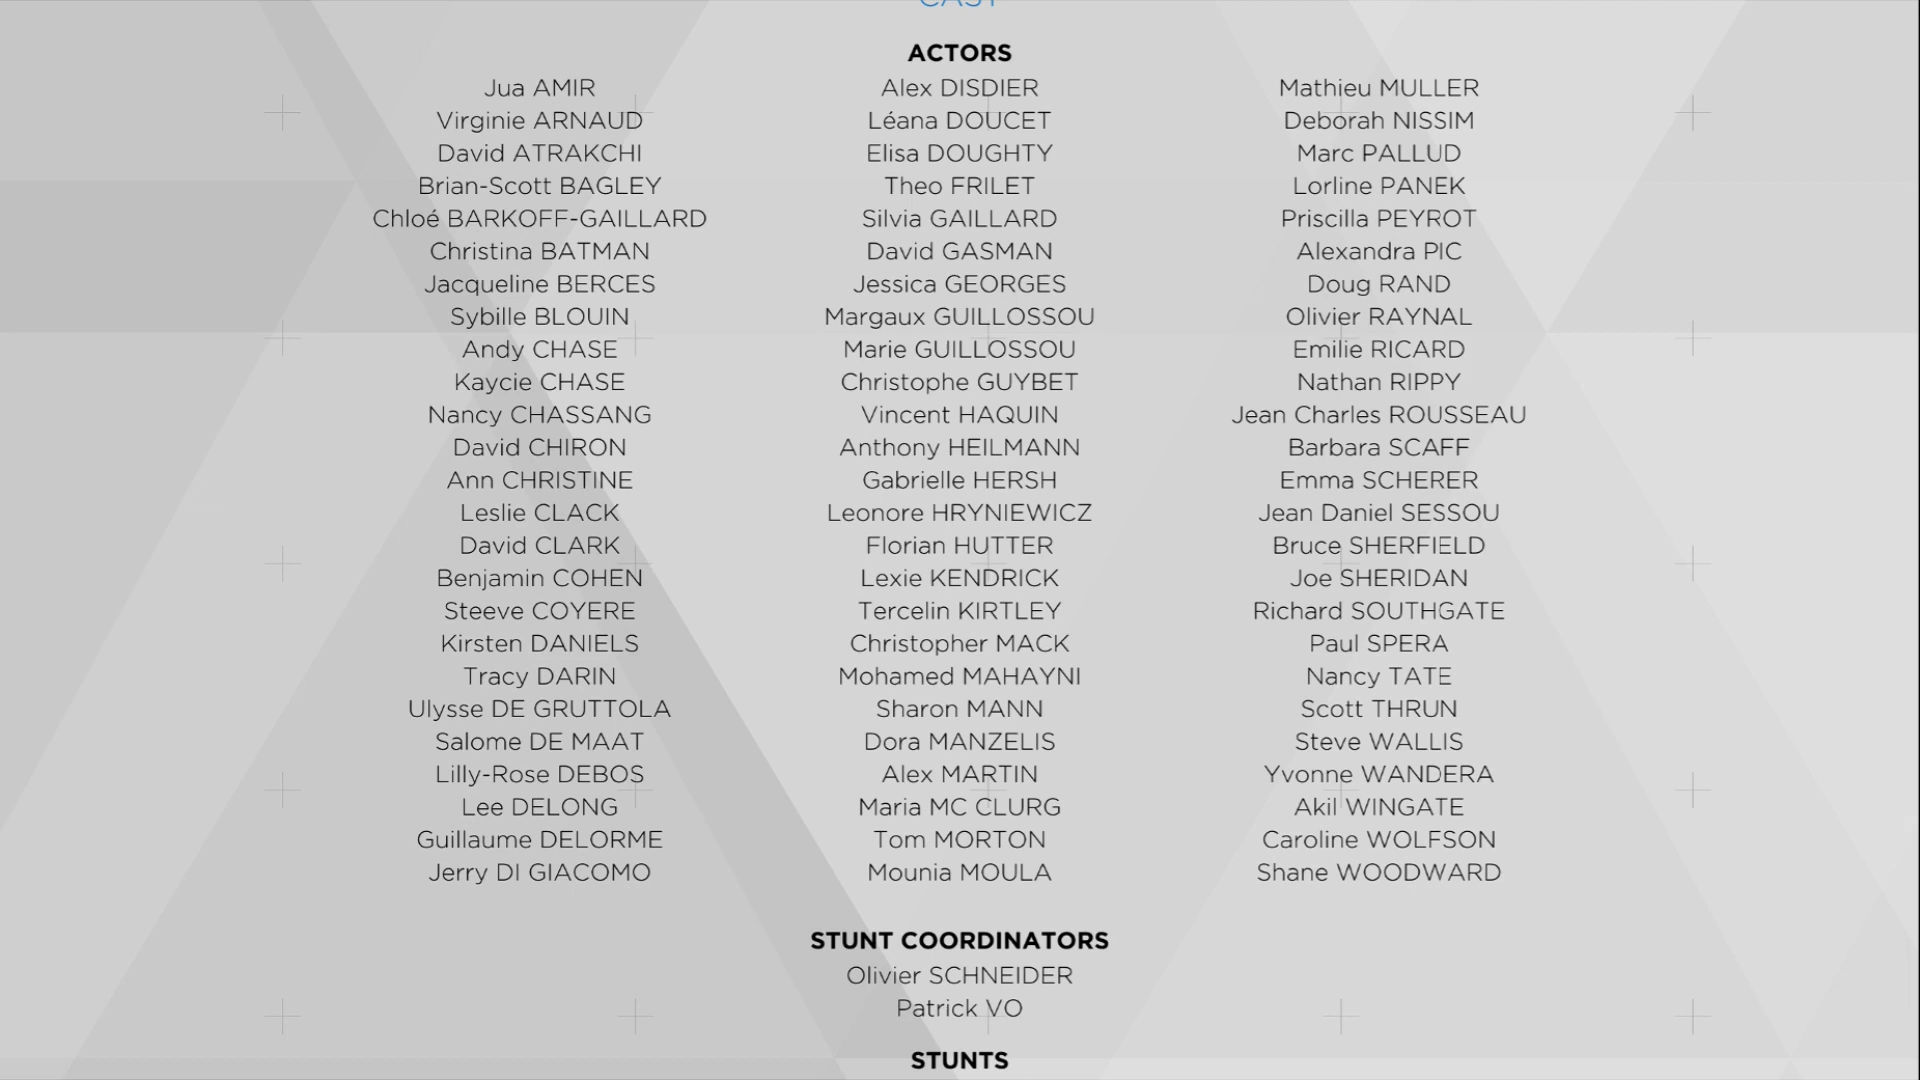 CAST
ACTORS
Jua AMIR
Virginie ARNAUD
David ATRAKCHI
Brian-Scott BAGLEY
Chloé BARKOFF-GAILLARD
Christina BATMAN
Jacqueline BERCES
Sybille BLOUIN
Andy CHASE
Kaycie CHASE
Nancy CHASSANG
David CHIRON
Ann CHRISTINE
Leslie CLACK
David CLARK
Benjamin COHEN
Steeve COYERE
Kirsten DANIELS
Tracy DARIN
Ulysse DE GRUTTOLA
Salome DE MAAT
Lilly-Rose DEBOS
Lee DELONG
Guillaume DELORME
Jerry DI GIACOMO
Alex DISDIER
Léana DOUCET
Elisa DOUGHTY
Theo FRILET
Silvia GAILLARD
David GASMAN
Jessica GEORGES
Margaux GUILLOSSOU
Marie GUILLOSSOU
Christophe GUYBET
Vincent HAQUIN
Anthony HEILMANN
Gabrielle HERSH
Leonore HRYNIEWICZ
Florian HUTTER
Lexie KENDRICK
Tercelin KIRTLEY
Christopher MACK
Mohamed MAHAYNI
Sharon MANN
Dora MANZELIS
Alex MARTIN
Maria MC CLURG
Tom MORTON
Mounia MOULA
Mathieu MULLER
Deborah NISSIM
Marc PALLUD
Lorline PANEK
Priscilla PEYROT
Alexandra PIC
Doug RAND
Olivier RAYNAL
Emilie RICARD
Nathan RIPPY
Jean Charles ROUSSEAU
Barbara SCAFF
Emma SCHERER
Jean Daniel SESSOU
Bruce SHERFIELD
Joe SHERIDAN
Richard SOUTHGATE
Paul SPERA
Nancy TATE
Scott THRUN
Steve WALLIS
Yvonne WANDERA
Akil WINGATE
Caroline WOLFSON
Shane WOODWARD
STUNT COORDINATORS
Olivier SCHNEIDER
Patrick VO
STUNTS